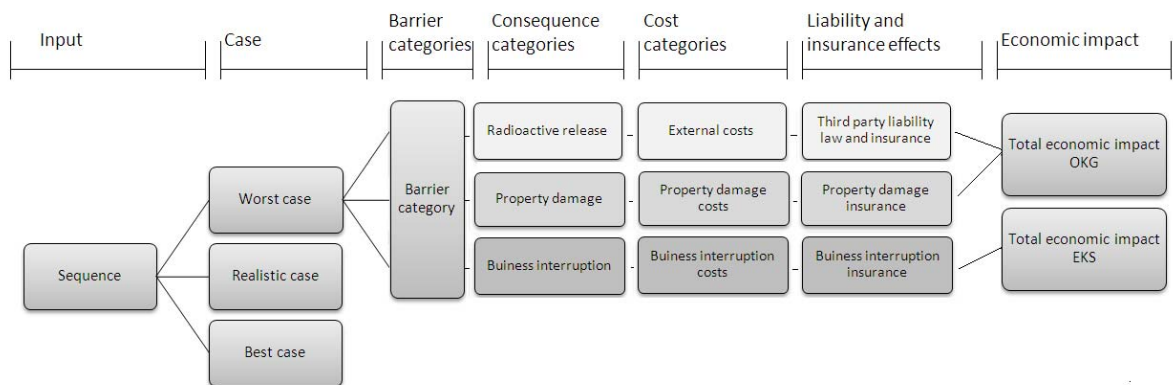 Input
Case
Barrier
categories
Consequence
categories
Cost
categories
Liability and
insurance effects
Economic impact
Sequence
Worst case
Realistic case
Best case
Barrier
category
Radioactive release
External costs
Third party liability
law and insurance
Property damage
Property damage
costs
Property damage
insurance
Buiness interruption
Buiness interruption
costs
Buiness interruption
insurance
Total economic impact
OKG
Total economic impact
EKS